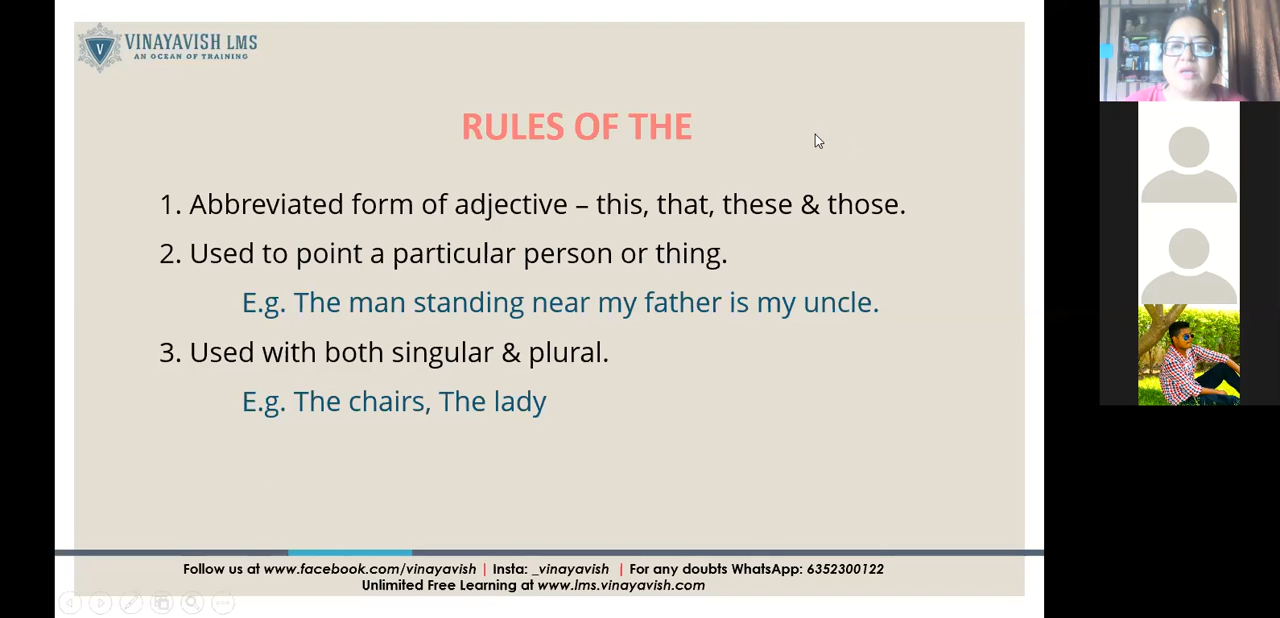 VINAYAVISH LMS
AN OCEAN OF TRAINING
RULES OF THE
1. Abbreviated form of adjective – this, that, these & those.
2. Used to point a particular person or thing.
E.g. The man standing near my father is my uncle.
3. Used with both singular & plural.
E.g. The chairs, The lady
Follow us at www.facebook.com/vinayavish | Insta: _vinayavish | For any doubts WhatsApp: 6352300122
Unlimited Free Learning at www.lms.vinayavish.com